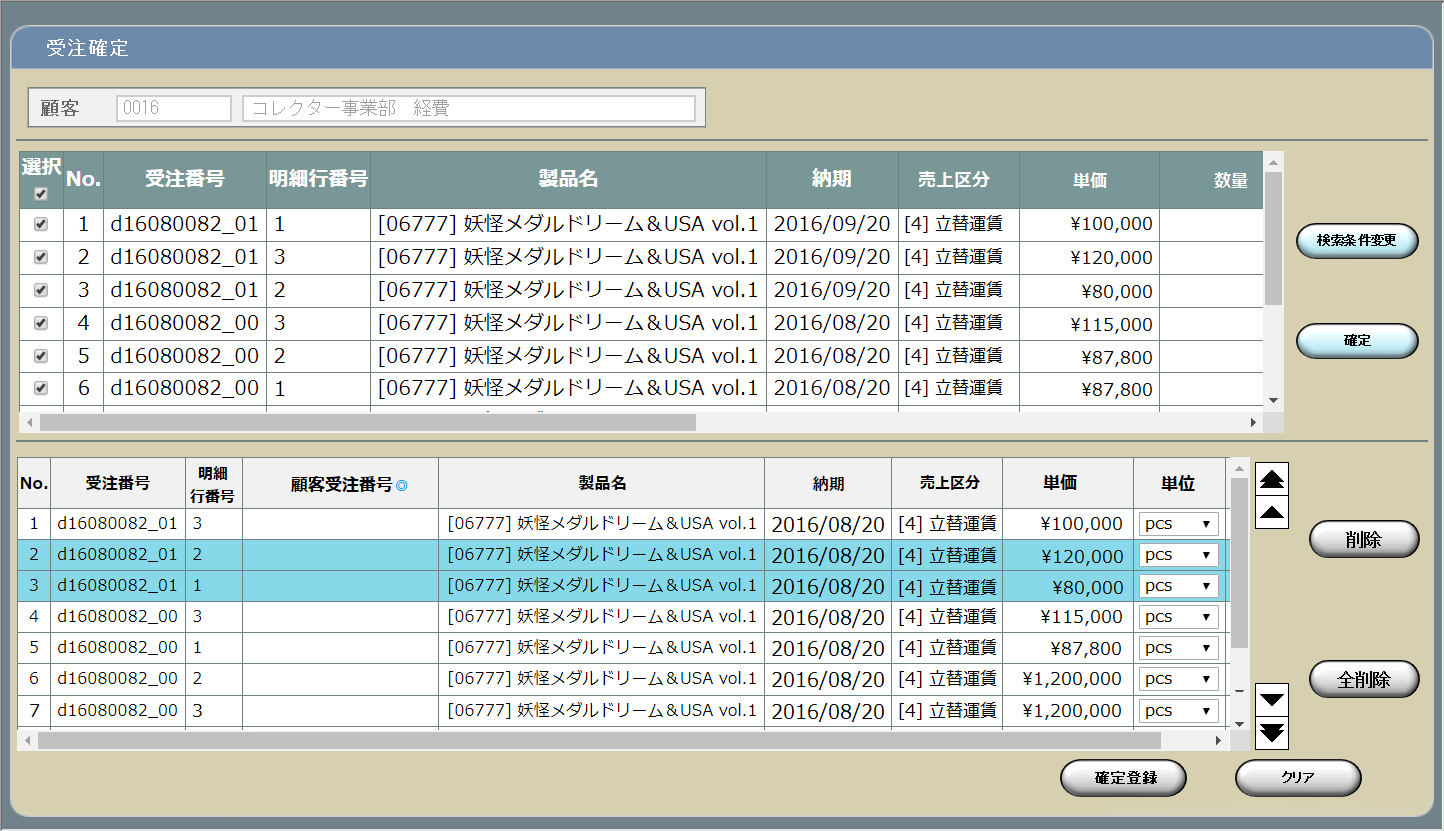 受注確定
顧客 0016 コレクター事業部　経費
選択 No. 受注番号 明細行番号 製品名 納期 売上区分 単価 数量
1 d16080082_01 1 [06777] 妖怪メダルドリーム＆USA vol.1 2016/09/20 [4] 立替運賃 ¥100,000
2 d16080082_01 3 [06777] 妖怪メダルドリーム＆USA vol.1 2016/09/20 [4] 立替運賃 ¥120,000
3 d16080082_01 2 [06777] 妖怪メダルドリーム＆USA vol.1 2016/09/20 [4] 立替運賃 ¥80,000
4 d16080082_00 3 [06777] 妖怪メダルドリーム＆USA vol.1 2016/08/20 [4] 立替運賃 ¥115,000
5 d16080082_00 2 [06777] 妖怪メダルドリーム＆USA vol.1 2016/08/20 [4] 立替運賃 ¥87,800
6 d16080082_00 1 [06777] 妖怪メダルドリーム＆USA vol.1 2016/08/20 [4] 立替運賃 ¥87,800
検索条件変更
確定
No. 受注番号 明細 顧客受注番号◎ 製品名 納期 売上区分 単価 単位
行番号
1 d16080082_01 3 [06777] 妖怪メダルドリーム＆USA vol.1 2016/08/20 [4] 立替運賃 ¥100,000 pcs
2 d16080082_01 2 [06777] 妖怪メダルドリーム＆USA vol.1 2016/08/20 [4] 立替運賃 ¥120,000 pcs
3 d16080082_01 1 [06777] 妖怪メダルドリーム＆USA vol.1 2016/08/20 [4] 立替運賃 ¥80,000 pcs
4 d16080082_00 3 [06777] 妖怪メダルドリーム＆USA vol.1 2016/08/20 [4] 立替運賃 ¥115,000 pcs
5 d16080082_00 1 [06777] 妖怪メダルドリーム＆USA vol.1 2016/08/20 [4] 立替運賃 ¥87,800 pcs
6 d16080082_00 2 [06777] 妖怪メダルドリーム＆USA vol.1 2016/08/20 [4] 立替運賃 ¥1,200,000 pcs
7 d16080082_00 3 [06777] 妖怪メダルドリーム＆USA vol.1 2016/08/20 [4] 立替運賃 ¥1,200,000 pcs
削除
全削除
確定登録 クリア